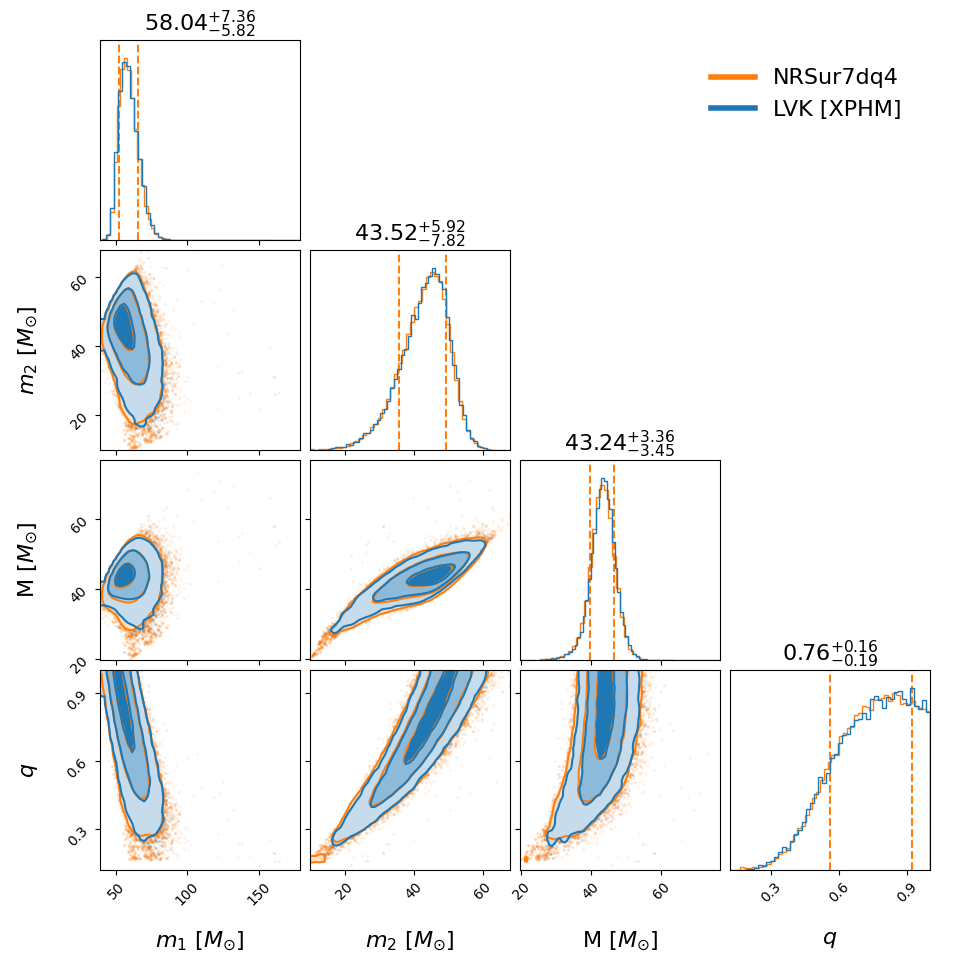 58.04^{+7.36}_{-5.82}
NRSur7dq4
LVK [XPHM]
43.52^{+5.92}_{-7.82}
60
40
20
m_2 [M_⊙]
43.24^{+3.36}_{-3.45}
60
40
20
M [M_⊙]
0.76^{+0.16}_{-0.19}
0.9
0.6
0.3
q
50 100 150
20 40 60
20 40 60
0.3 0.6 0.9
m_1 [M_⊙]
m_2 [M_⊙]
M [M_⊙]
q